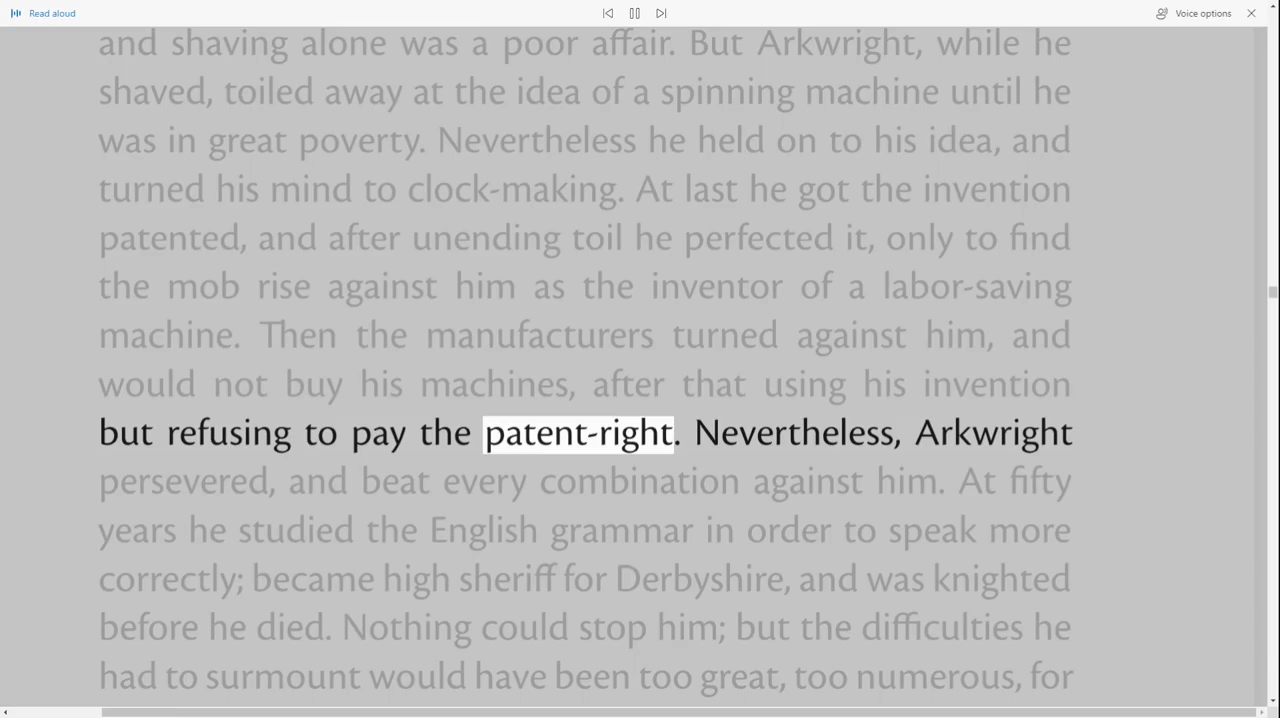 Read aloud
Voice options
and shaving alone was a poor affair. But Arkwright, while he
shaved, toiled away at the idea of a spinning machine until he
was in great poverty. Nevertheless he held on to his idea, and
turned his mind to clock-making. At last he got the invention
patented, and after unending toil he perfected it, only to find
the mob rise against him as the inventor of a labor-saving
machine. Then the manufacturers turned against him, and
would not buy his machines, after that using his invention
but refusing to pay the patent-right. Nevertheless, Arkwright
persevered, and beat every combination against him. At fifty
years he studied the English grammar in order to speak more
correctly; became high sheriff for Derbyshire, and was knighted
before he died. Nothing could stop him; but the difficulties he
had to surmount would have been too great, too numerous, for